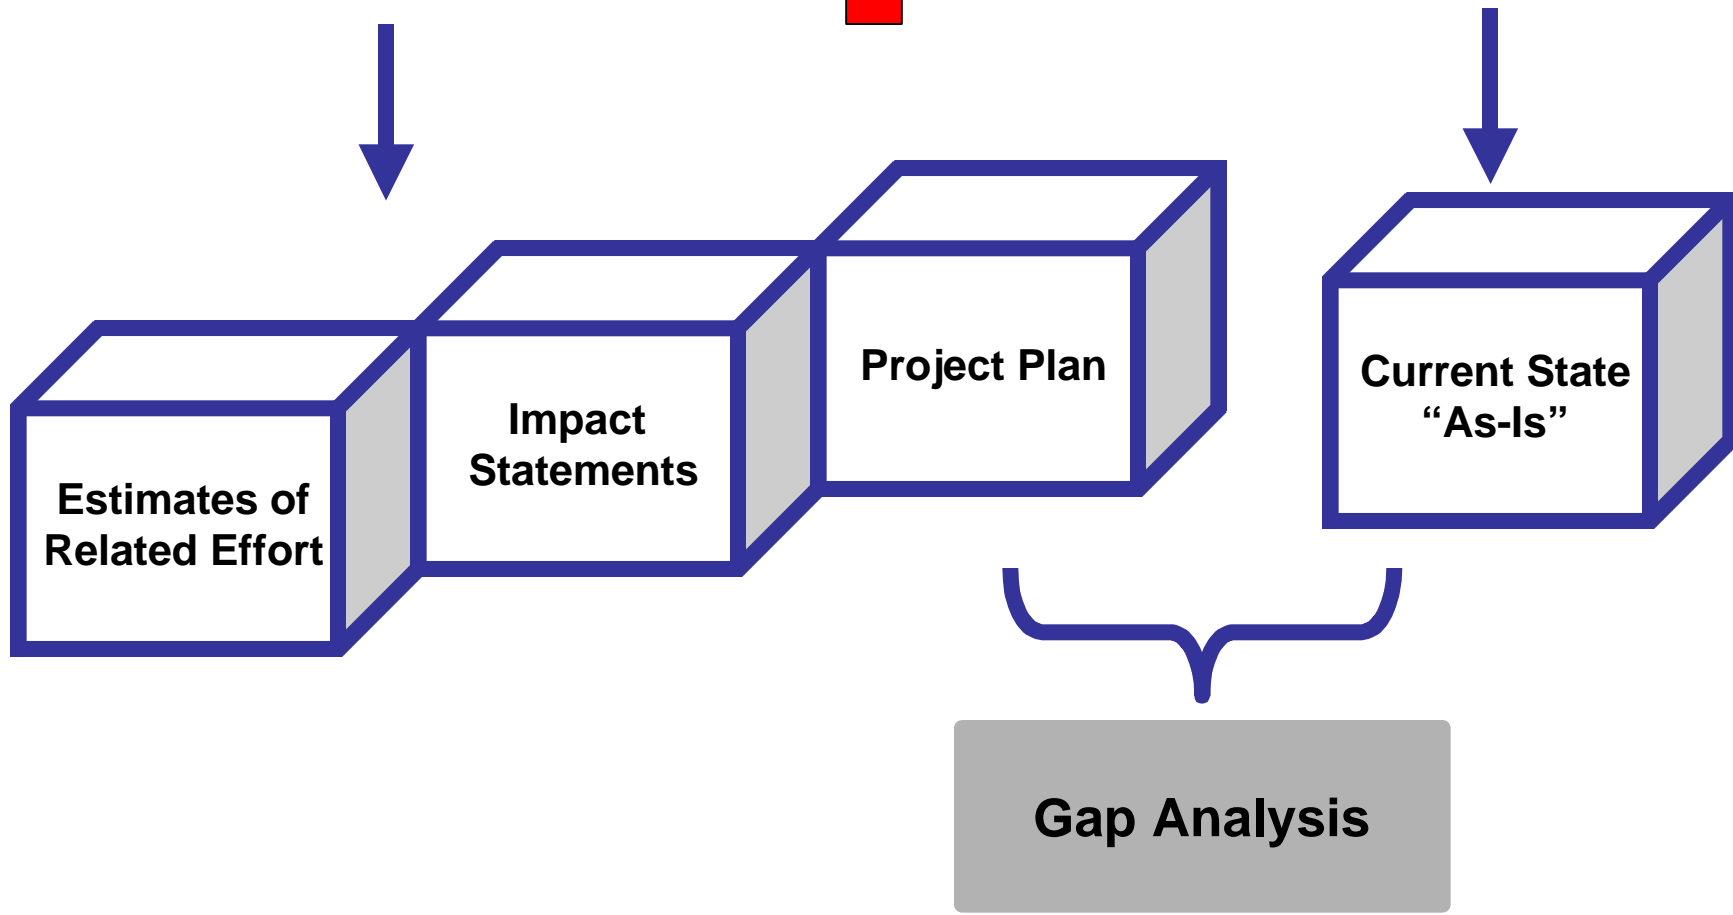 Estimates of
Related Effort
Impact
Statements
Project Plan
Current State
“As-Is”
Gap Analysis